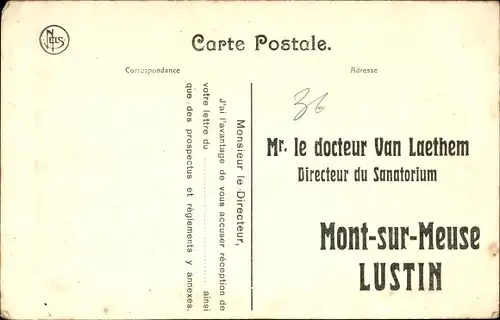 NELS
Carte Postale.
Correspondance
Adresse
36
Monsieur le Directeur,
J'ai l'avantage de vous accuser réception de
votre lettre du .................... ainsi
que des prospectus et règlements y annexes.
Mr. le docteur Van Laethem
Directeur du Sanatorium
Mont-sur-Meuse
LUSTIN